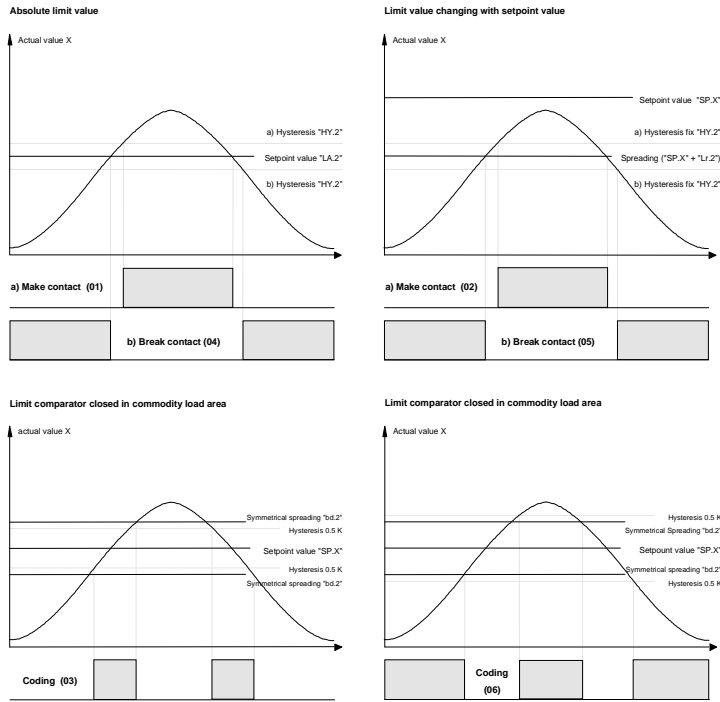 Absolute limit value
Actual value X
a) Hysteresis "HY.2"
Setpoint value "LA.2"
b) Hysteresis "HY.2"
a) Make contact (01)
b) Break contact (04)
Limit value changing with setpoint value
Actual value X
Setpoint value "SP.X"
a) Hysteresis fix "HY.2"
Spreading ("SP.X" + "Lr.2")
b) Hysteresis fix "HY.2"
a) Make contact (02)
b) Break contact (05)
Limit comparator closed in commodity load area
actual value X
Symmetrical spreading "bd.2"
Hysteresis 0.5 K
Setpoint value "SP.X"
Hysteresis 0.5 K
Symmetrical spreading "bd.2"
Coding (03)
Limit comparator closed in commodity load area
Actual value X
Hysteresis 0.5 K
Symmetrical Spreading "bd.2"
Setpount value "SP.X"
Symmetrical spreading "bd.2"
Hysteresis 0.5 K
Coding
(06)